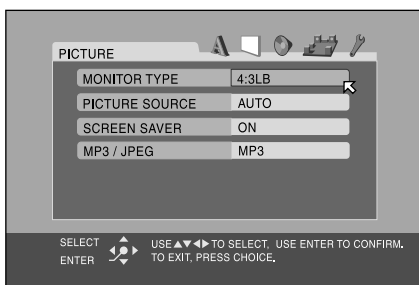 PICTURE
MONITOR TYPE 4:3LB
PICTURE SOURCE AUTO
SCREEN SAVER ON
MP3 / JPEG MP3
SELECT
ENTER
USE▲▼◀▶TO SELECT, USE ENTER TO CONFIRM.
TO EXIT, PRESS CHOICE.